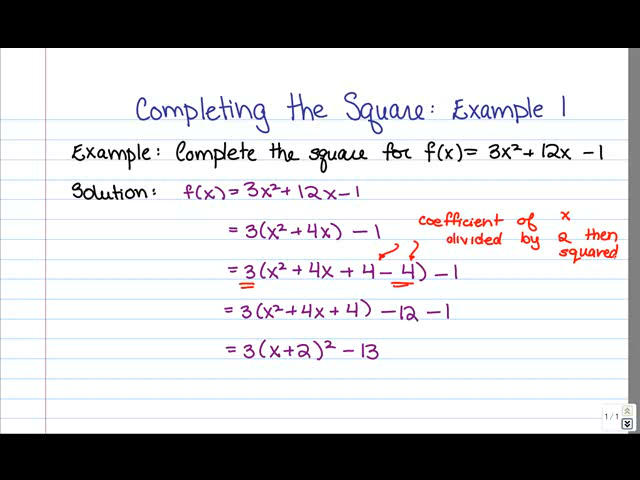 Completing the Square: Example 1
Example: Complete the square for f(x)= 3x²+12x -1
Solution: f(x)=3x²+12x-1
= 3(x²+4x) -1
coefficient of x
divided by 2 then
squared
= 3(x²+4x+4-4) -1
= 3(x²+4x+4) -12 -1
= 3(x+2)² -13
1/1